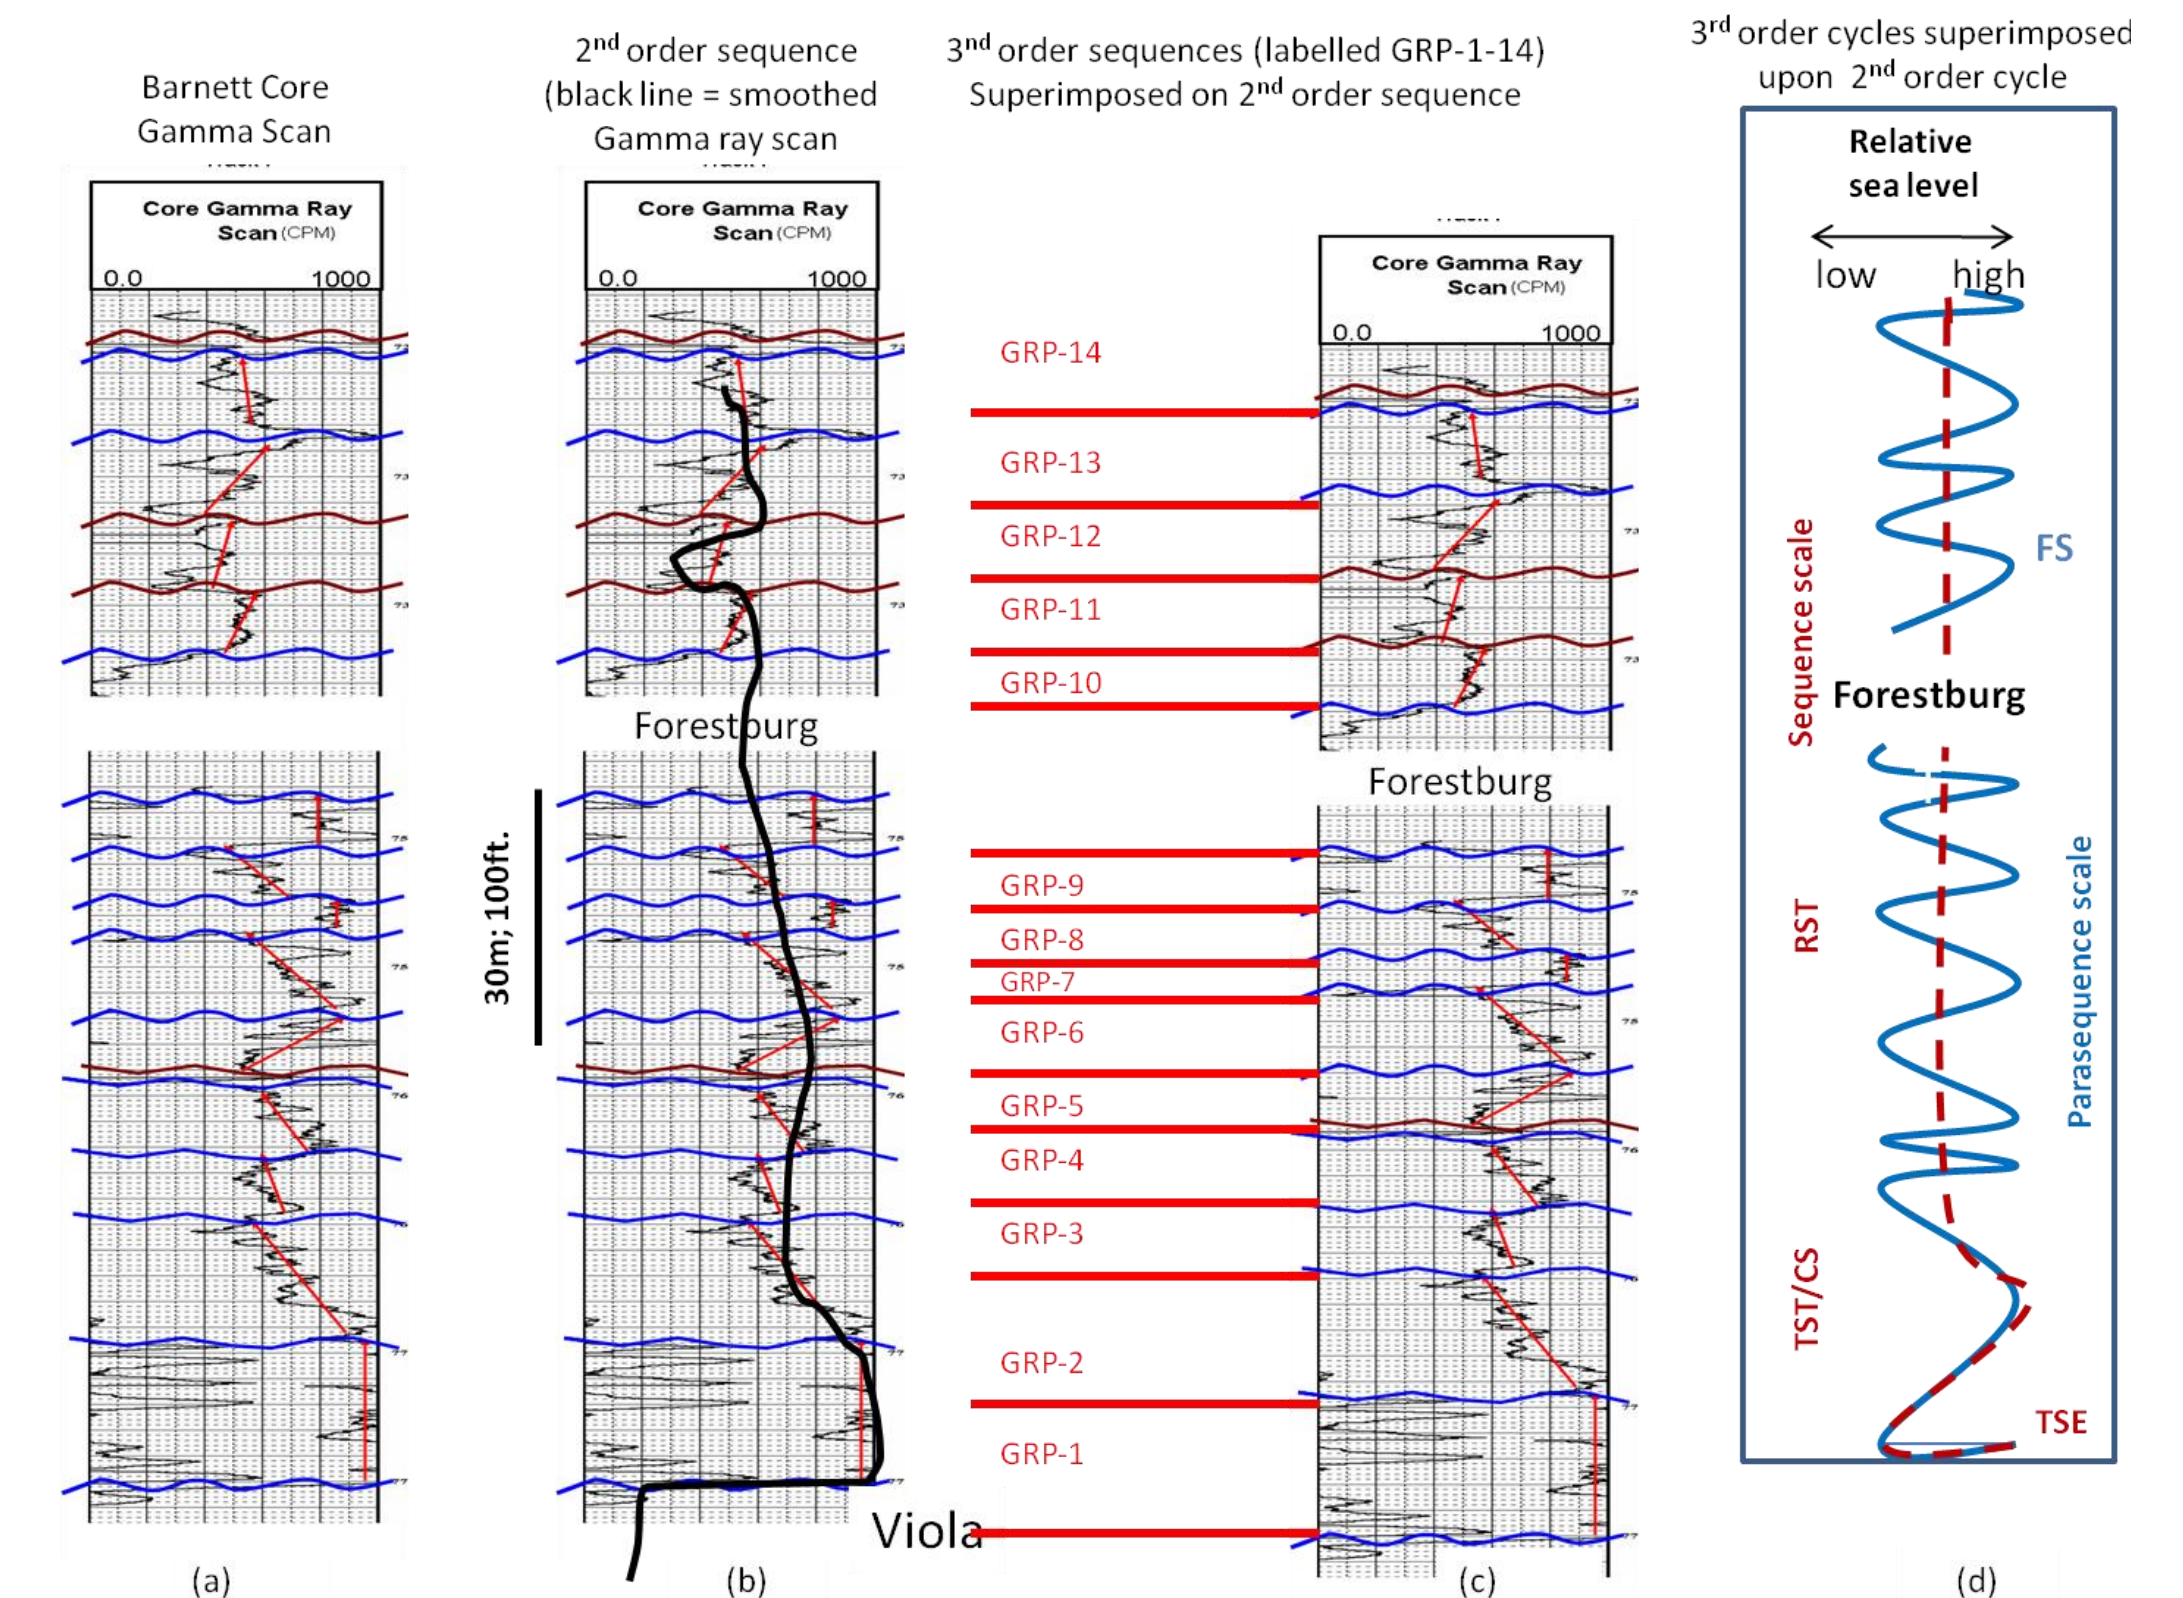 Barnett Core
Gamma Scan
2nd order sequence
(black line = smoothed
Gamma ray scan
3nd order sequences (labelled GRP-1-14)
Superimposed on 2nd order sequence
3rd order cycles superimposed
upon 2nd order cycle
Core Gamma Ray
Scan (CPM)
0.0 1000
Core Gamma Ray
Scan (CPM)
0.0 1000
Forestburg
30m; 100ft.
Viola
GRP-14
GRP-13
GRP-12
GRP-11
GRP-10
GRP-9
GRP-8
GRP-7
GRP-6
GRP-5
GRP-4
GRP-3
GRP-2
GRP-1
Core Gamma Ray
Scan (CPM)
0.0 1000
Forestburg
Relative
sea level
low high
FS
Sequence scale
Forestburg
RST
Parasequence scale
TST/CS
TSE
(a)
(b)
(c)
(d)